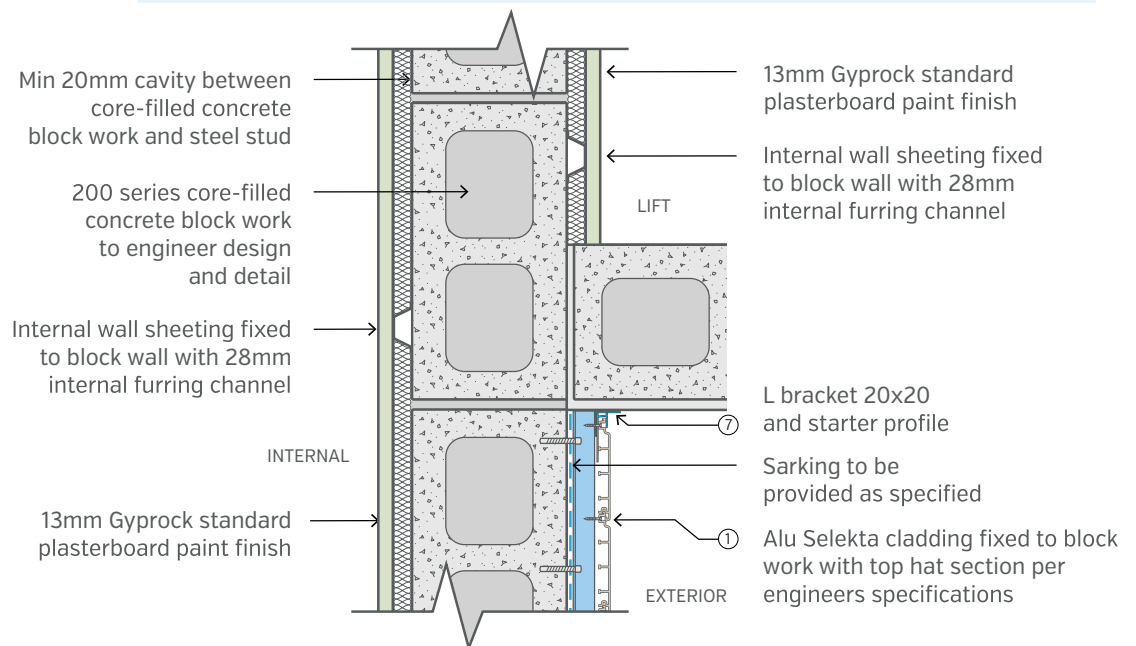 Min 20mm cavity between
core-filled concrete
block work and steel stud
200 series core-filled
concrete block work
to engineer design
and detail
Internal wall sheeting fixed
to block wall with 28mm
internal furring channel
INTERNAL
13mm Gyprock standard
plasterboard paint finish
13mm Gyprock standard
plasterboard paint finish
Internal wall sheeting fixed
to block wall with 28mm
internal furring channel
LIFT
L bracket 20x20
and starter profile
7
Sarking to be
provided as specified
1
Alu Selekta cladding fixed to block
work with top hat section per
engineers specifications
EXTERIOR